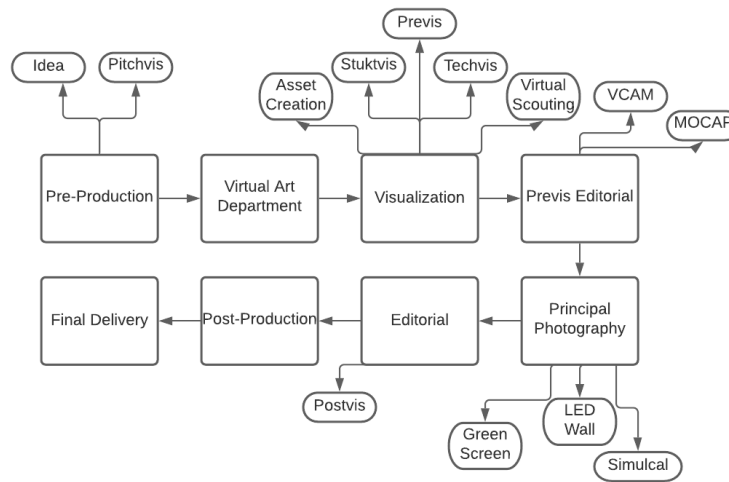 Previs
Idea
Pitchvis
Stuktvis
Techvis
Asset
Creation
Virtual
Scouting
VCAM
MOCAP
Pre-Production
Virtual Art
Department
Visualization
Previs Editorial
Final Delivery
Post-Production
Editorial
Principal
Photography
Postvis
Green
Screen
LED
Wall
Simulcal